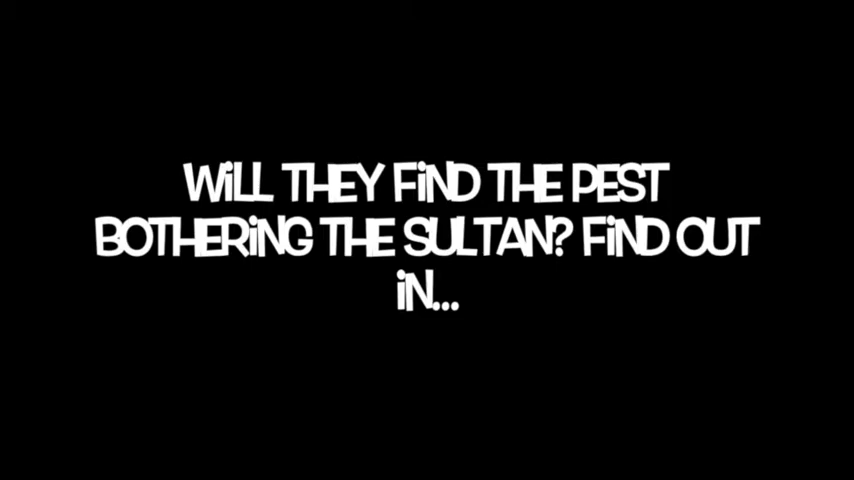 WiLL THEY FiND THE PEST
BOTHERiNG THE SULTAN? FiND OUT
iN...